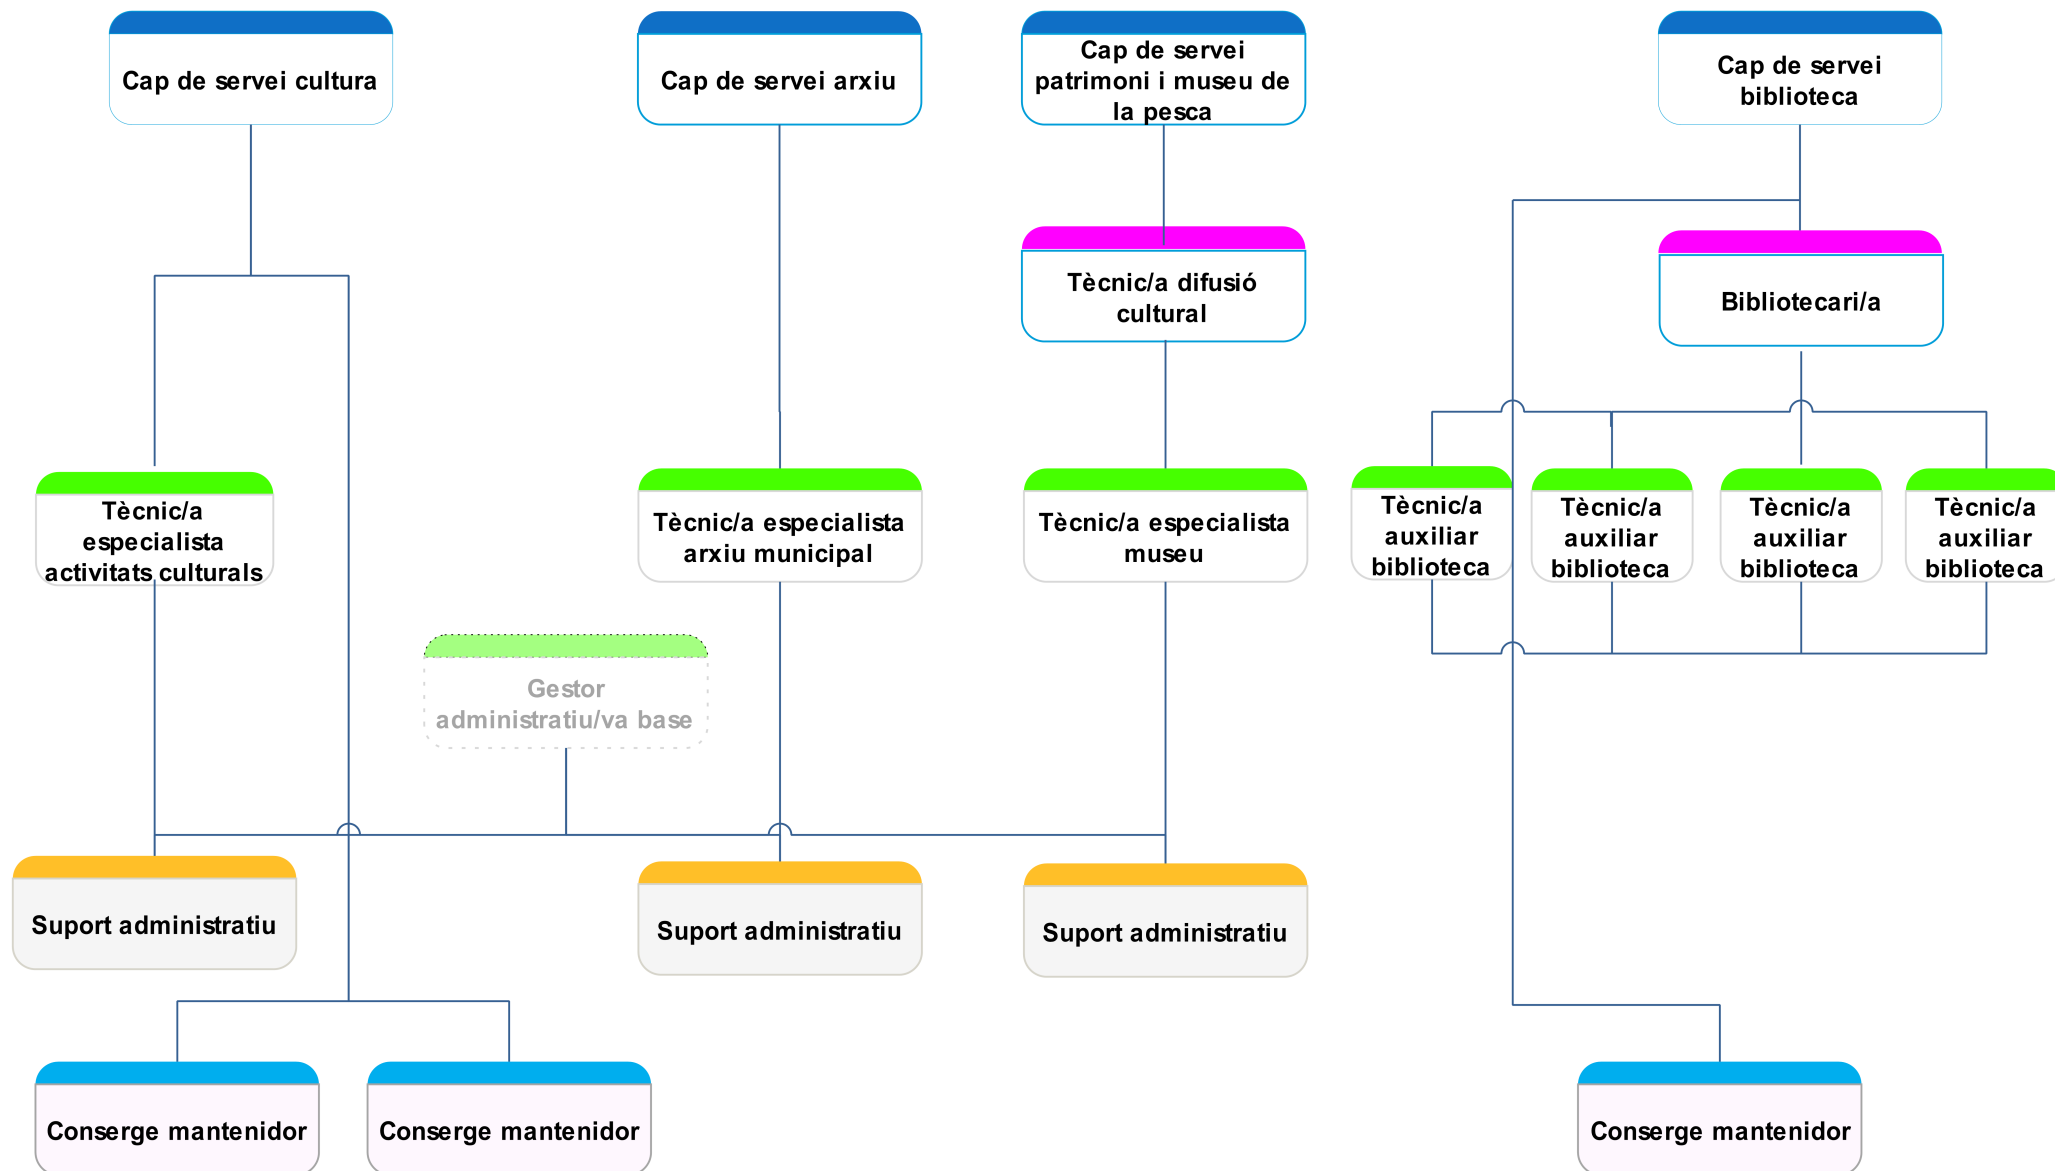 Cap de servei cultura
Cap de servei arxiu
Cap de servei
patrimoni i museu de
la pesca
Cap de servei
biblioteca
Tècnic/a difusió
cultural
Bibliotecari/a
Tècnic/a
especialista
activitats culturals
Tècnic/a especialista
arxiu municipal
Tècnic/a especialista
museu
Tècnic/a
auxiliar
biblioteca
Tècnic/a
auxiliar
biblioteca
Tècnic/a
auxiliar
biblioteca
Tècnic/a
auxiliar
biblioteca
Gestor
administratiu/va base
Suport administratiu
Suport administratiu
Suport administratiu
Conserge mantenidor
Conserge mantenidor
Conserge mantenidor